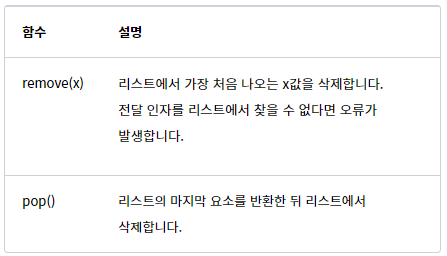 함수 설명
remove(x) 리스트에서 가장 처음 나오는 x값을 삭제합니다.
전달 인자를 리스트에서 찾을 수 없다면 오류가
발생합니다.
pop() 리스트의 마지막 요소를 반환한 뒤 리스트에서
삭제합니다.